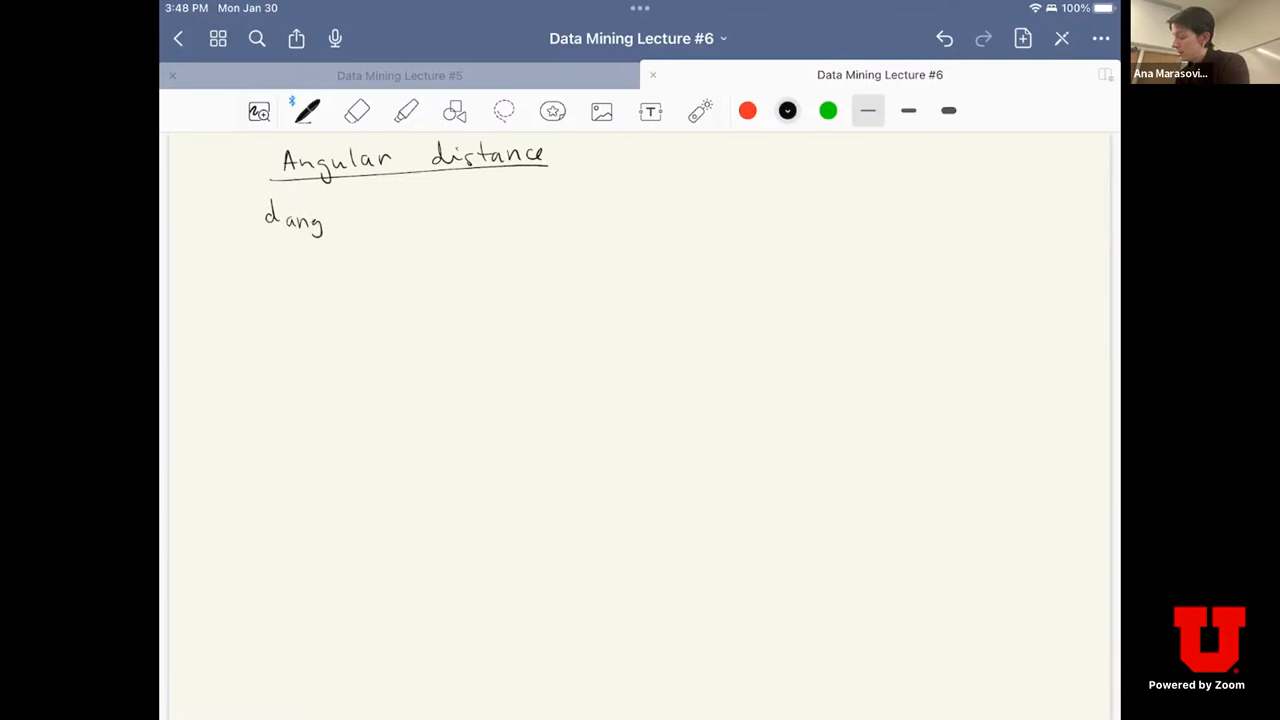 3:48 PM Mon Jan 30
100%
Data Mining Lecture #6
Data Mining Lecture #5
Data Mining Lecture #6
T
Ana Marasovi...
Angular distance
dang
U
Powered by Zoom